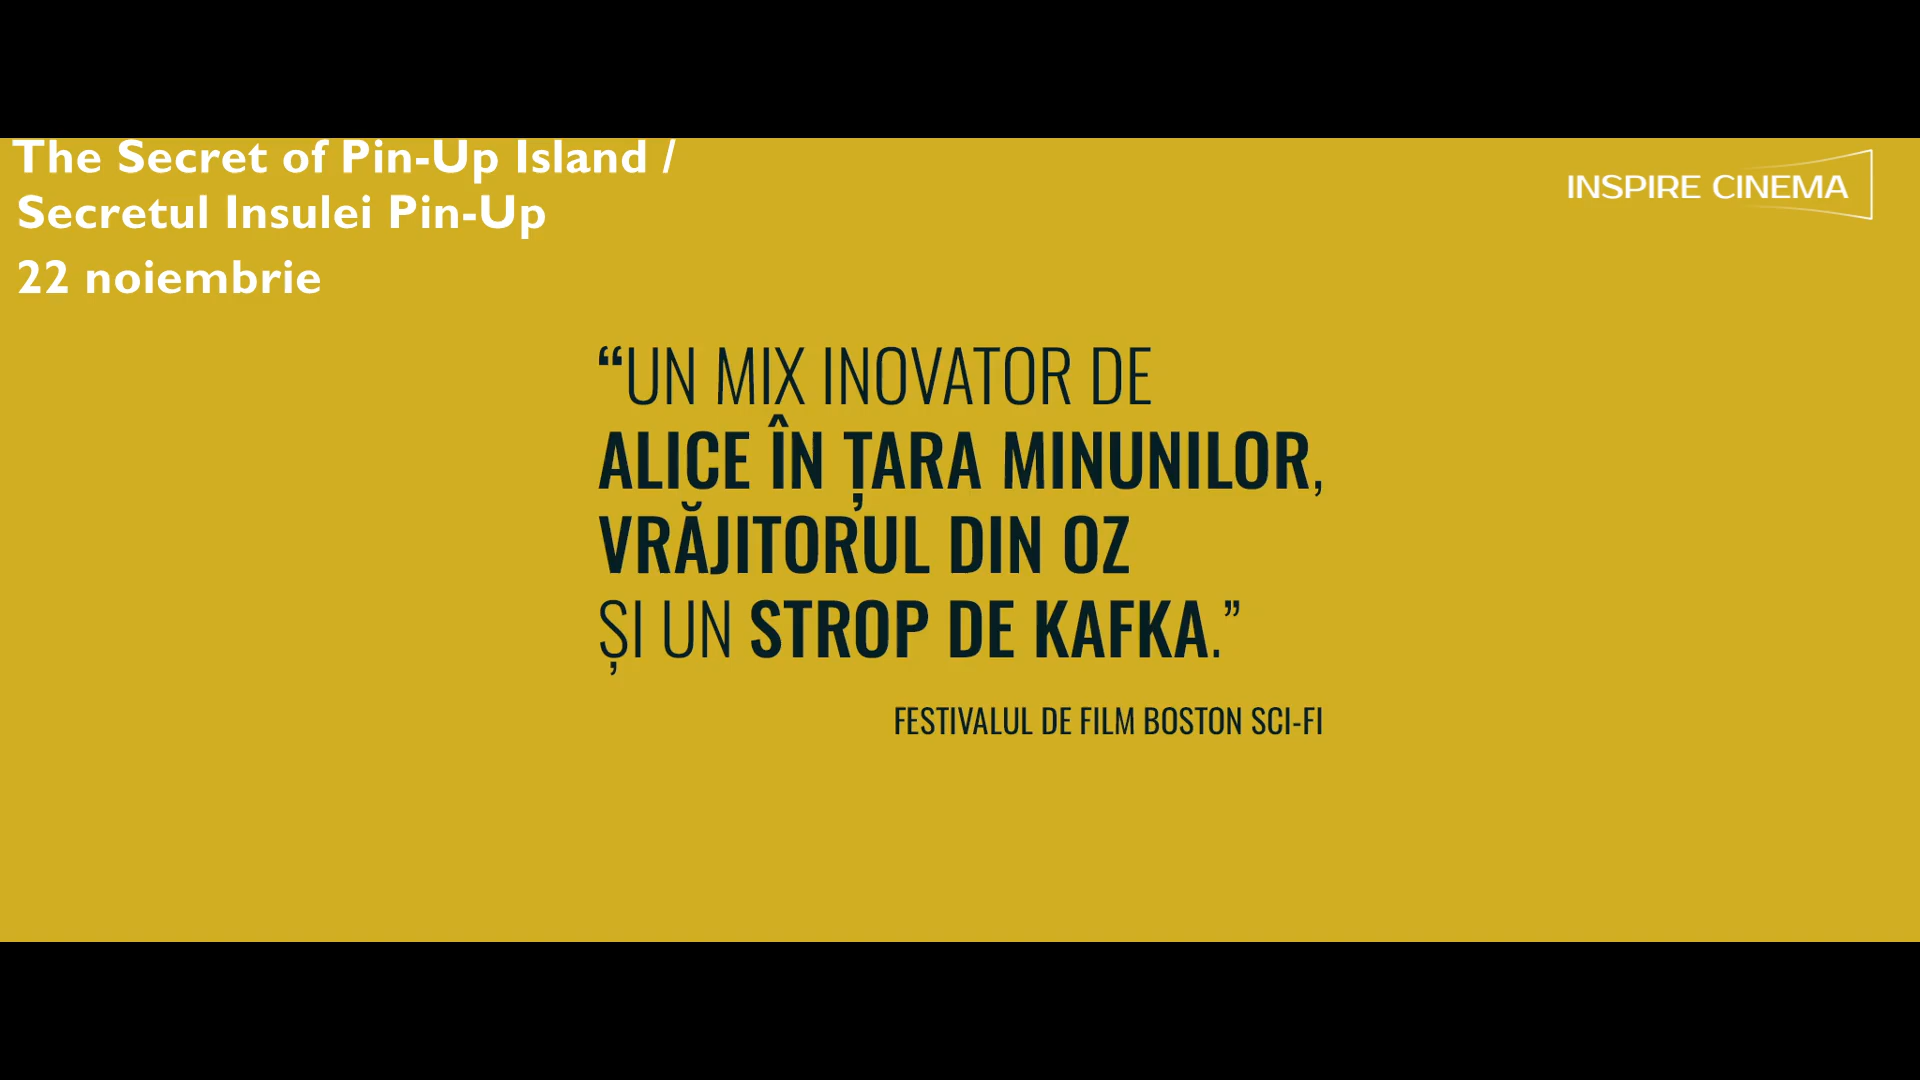 The Secret of Pin-Up Island /
Secretul Insulei Pin-Up
22 noiembrie
INSPIRE CINEMA
“UN MIX INOVATOR DE
ALICE ÎN ȚARA MINUNILOR,
VRĂJITORUL DIN OZ
ȘI UN STROP DE KAFKA.”
FESTIVALUL DE FILM BOSTON SCI-FI